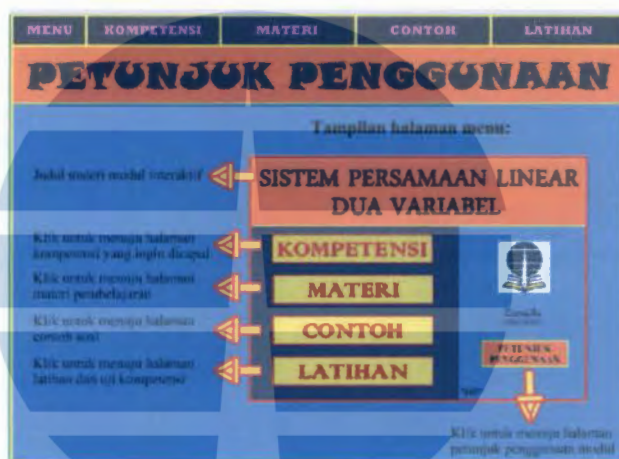 MENU KOMPETENSI MATERI CONTOH LATIHAN
PETUNJUK PENGGUNAAN
Tampilan halaman menu:
Judul materi modul interaktif
SISTEM PERSAMAAN LINEAR
DUA VARIABEL
Klik untuk menuju halaman
kompetensi yang ingin dicapai
KOMPETENSI
Klik untuk menuju halaman
materi pembelajaran
MATERI
Klik untuk menuju halaman
contoh soal
CONTOH
Klik untuk menuju halaman
latihan dan uji kompetensi
LATIHAN
PETUNJUK
PENGGUNAAN
Klik untuk menuju halaman
petunjuk penggunaan modul